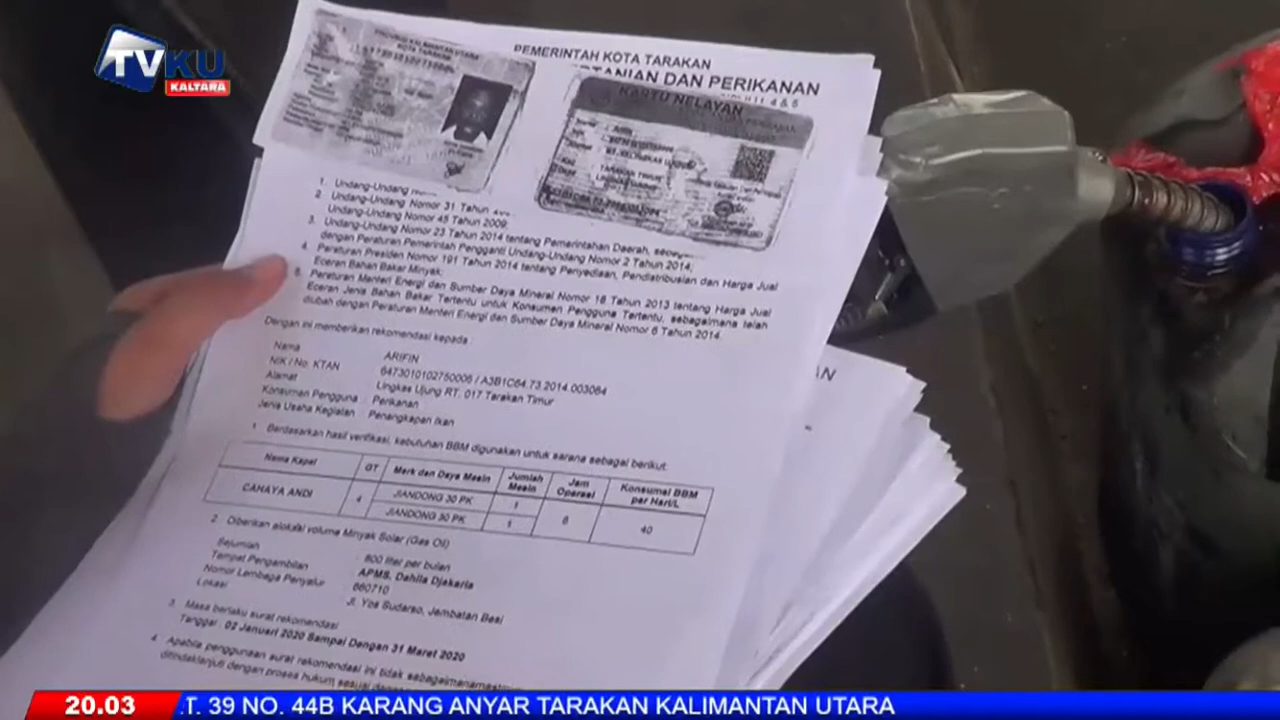 TVKU
KALTARA
PROVINSI KALIMANTAN UTARA
KOTA TARAKAN
PEMERINTAH KOTA TARAKAN
TANIAN DAN PERIKANAN
KARTU NELAYAN
1. Undang-Undang
2. Undang-Undang Nomor 31 Tahun
Undang-Undang Nomor 45 Tahun 2009;
3. Undang-Undang Nomor 23 Tahun 2014 tentang Pemerintahan Daerah,
dengan Peraturan Pemerintah Pengganti Undang-Undang Nomor 2 Tahun 2014;
4. Peraturan Presiden Nomor 191 Tahun 2014 tentang Penyediaan, Pendistribusian dan Harga Jual
Eceran Bahan Bakar Minyak;
5. Peraturan Menteri Energi dan Sumber Daya Mineral Nomor 18 Tahun 2013 tentang Harga Jual
Eceran Jenis Bahan Bakar Tertentu untuk Konsumen Pengguna Tertentu, sebagaimana telah
diubah dengan Peraturan Menteri Energi dan Sumber Daya Mineral Nomor 6 Tahun 2014.
Dengan ini memberikan rekomendasi kepada :
Nama : ARIFIN
NIK / No. KTAN : 6473010102750006 / A3B1C64.73.2014.003064
Alamat : Lingkas Ujung RT. 017 Tarakan Timur
Konsumen Pengguna : Perikanan
Jenis Usaha Kegiatan : Penangkapan Ikan
1. Berdasarkan hasil verifikasi, kebutuhan BBM digunakan untuk sarana sebagai berikut:
Nama Kapal GT Merk dan Daya Mesin Jumlah Mesin Jam Operasi Konsumsi BBM per Hari/L
CAHAYA ANDI 4 JIANDONG 30 PK 1 6 40
JIANDONG 30 PK 1
2. Diberikan alokasi volume Minyak Solar (Gas Oil)
Sejumlah : 800 liter per bulan
Tempat Pengambilan : APMS, Dahlia Djakaria
Nomor Lembaga Penyalur : 660710
Lokasi : Jl. Yos Sudarso, Jembatan Besi
3. Masa berlaku surat rekomendasi
Tanggal : 02 Januari 2020 Sampai Dengan 31 Maret 2020
4. Apabila penggunaan surat rekomendasi ini tidak
ditindaklanjuti dengan proses hukum sesuai
20.03 .T. 39 NO. 44B KARANG ANYAR TARAKAN KALIMANTAN UTARA